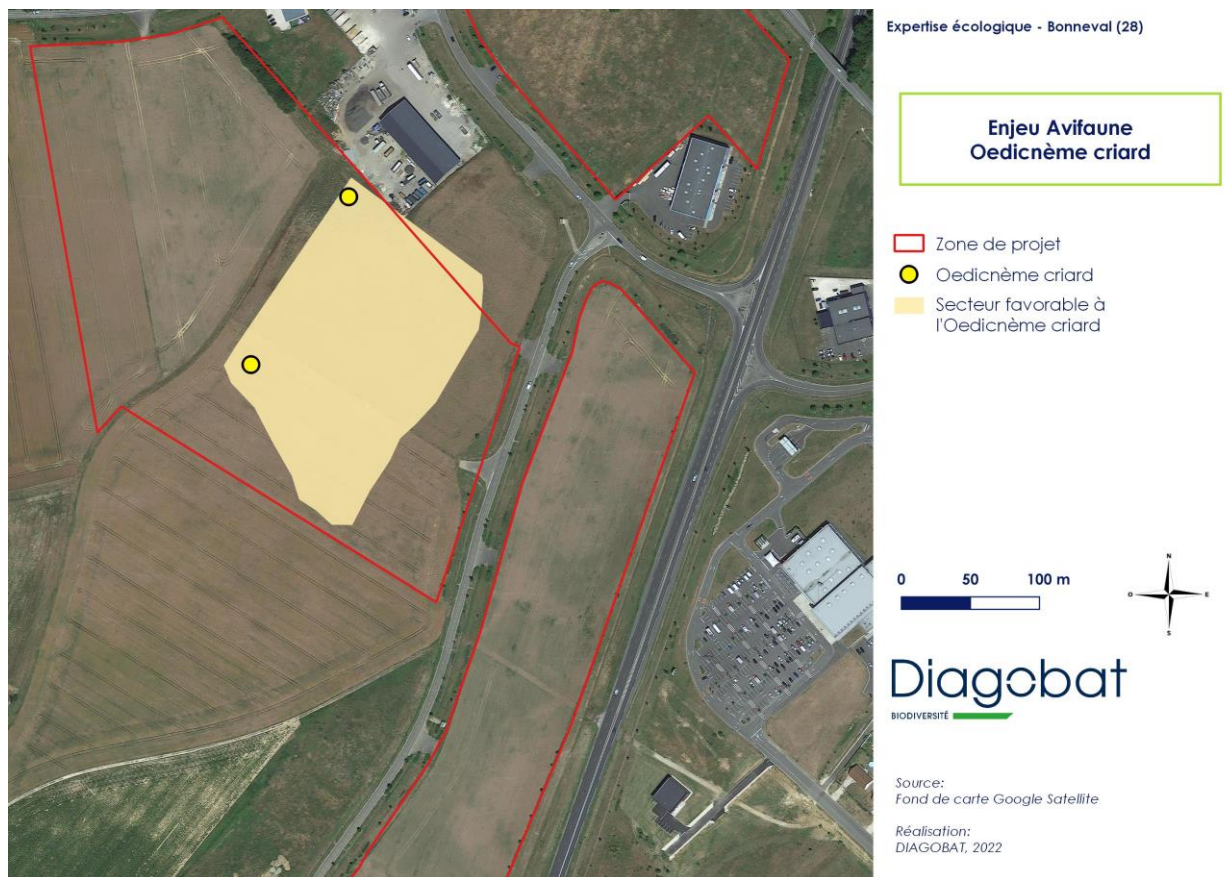 Expertise écologique - Bonneval (28)
Enjeu Avifaune
Oedicnème criard
Zone de projet
Oedicnème criard
Secteur favorable à
l'Oedicnème criard
0 50 100 m
N
O E
S
Diagobat
BIODIVERSITÉ
Source:
Fond de carte Google Satellite
Réalisation:
DIAGOBAT, 2022